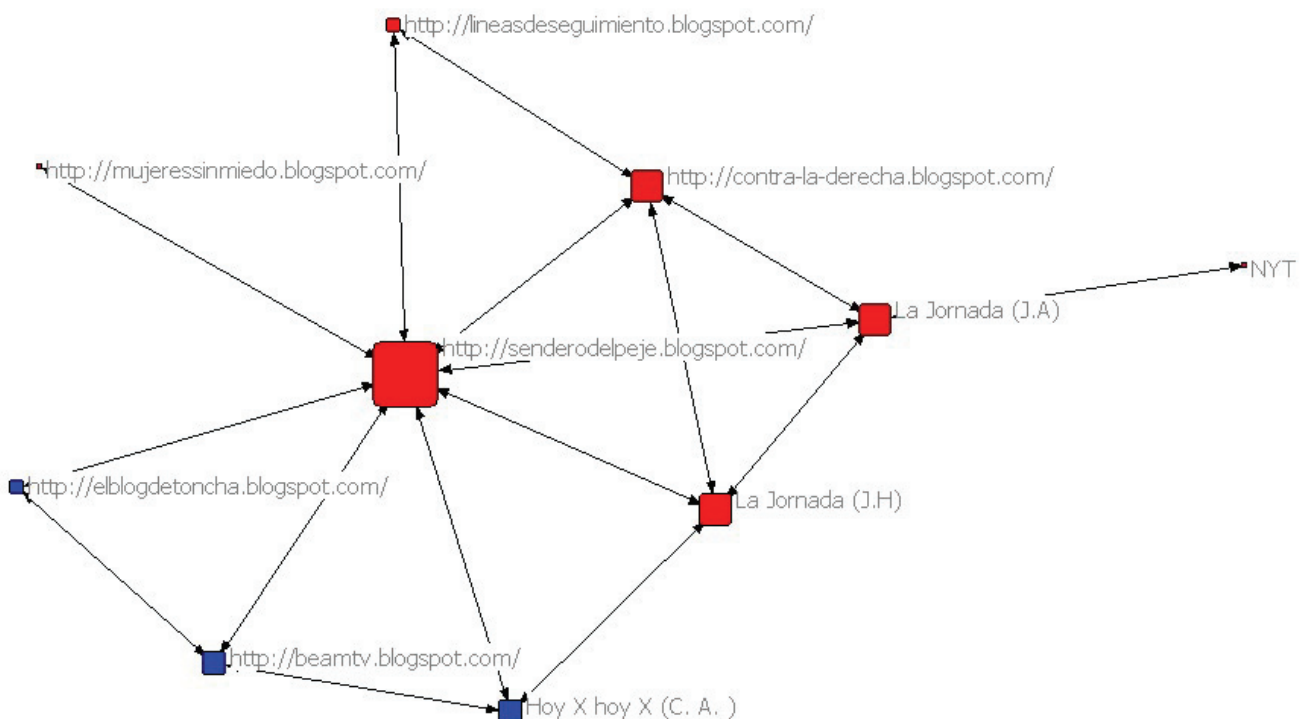 http://lineasdeseguimiento.blogspot.com/
http://mujeressinmiedo.blogspot.com/
http://contra-la-derecha.blogspot.com/
NYT
La Jornada (J.A)
http://senderodelpeje.blogspot.com/
http://elblogdetoncha.blogspot.com/
La Jornada (J.H)
http://beamtv.blogspot.com/
Hoy X hoy X (C. A. )